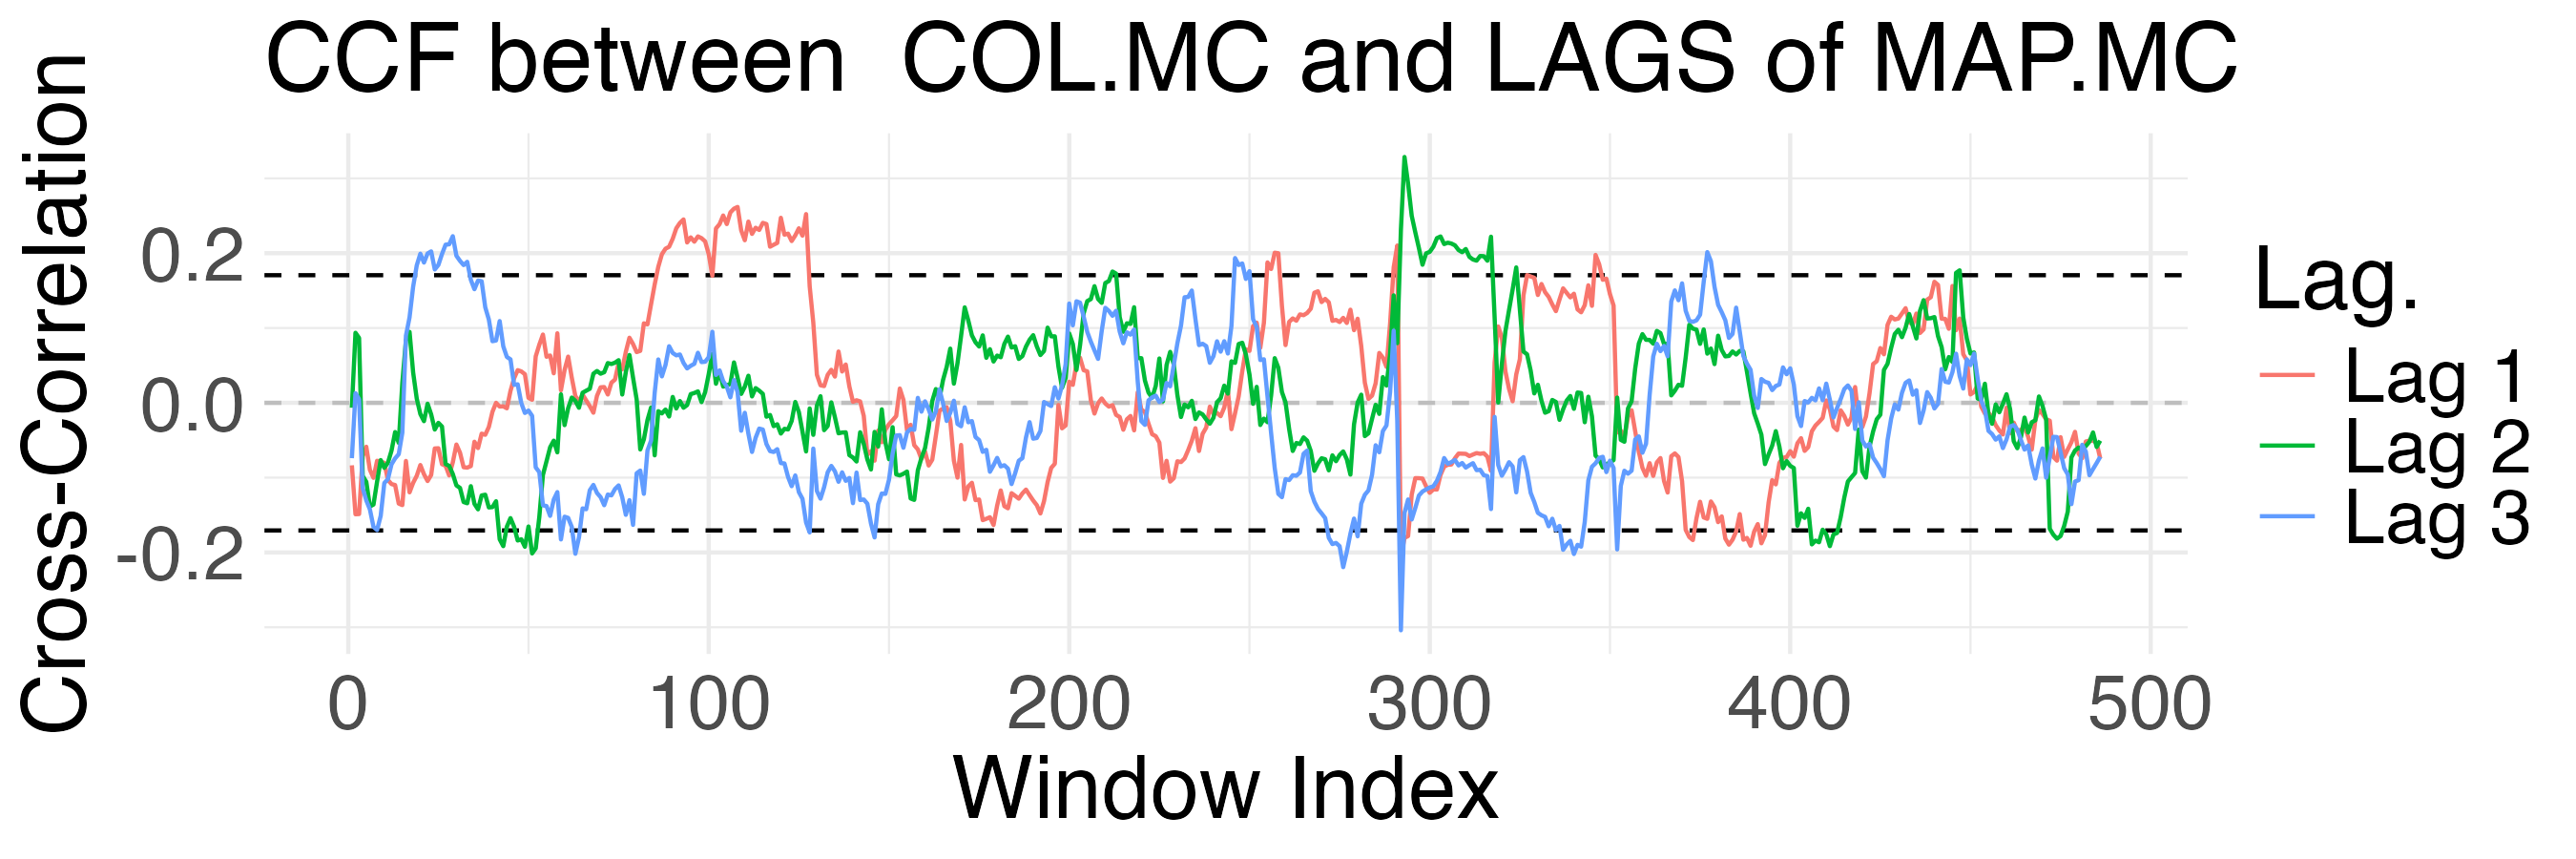 CCF between  COL.MC and LAGS of MAP.MC
Cross-Correlation
0.2
0.0
-0.2
0 100 200 300 400 500
Window Index
Lag.
Lag 1
Lag 2
Lag 3